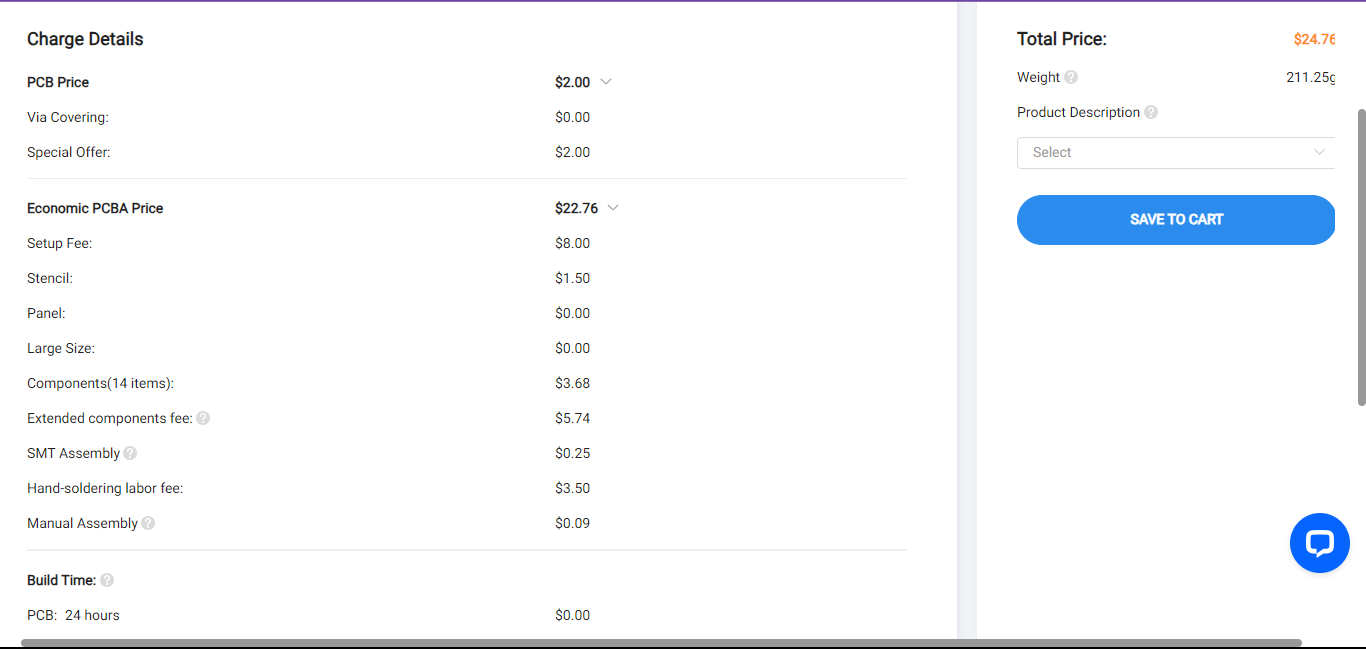 Charge Details
PCB Price $2.00
Via Covering: $0.00
Special Offer: $2.00
Economic PCBA Price $22.76
Setup Fee: $8.00
Stencil: $1.50
Panel: $0.00
Large Size: $0.00
Components(14 items): $3.68
Extended components fee: ? $5.74
SMT Assembly ? $0.25
Hand-soldering labor fee: $3.50
Manual Assembly ? $0.09
Build Time: ?
PCB: 24 hours $0.00
Total Price: $24.76
Weight ? 211.25g
Product Description ?
Select
SAVE TO CART